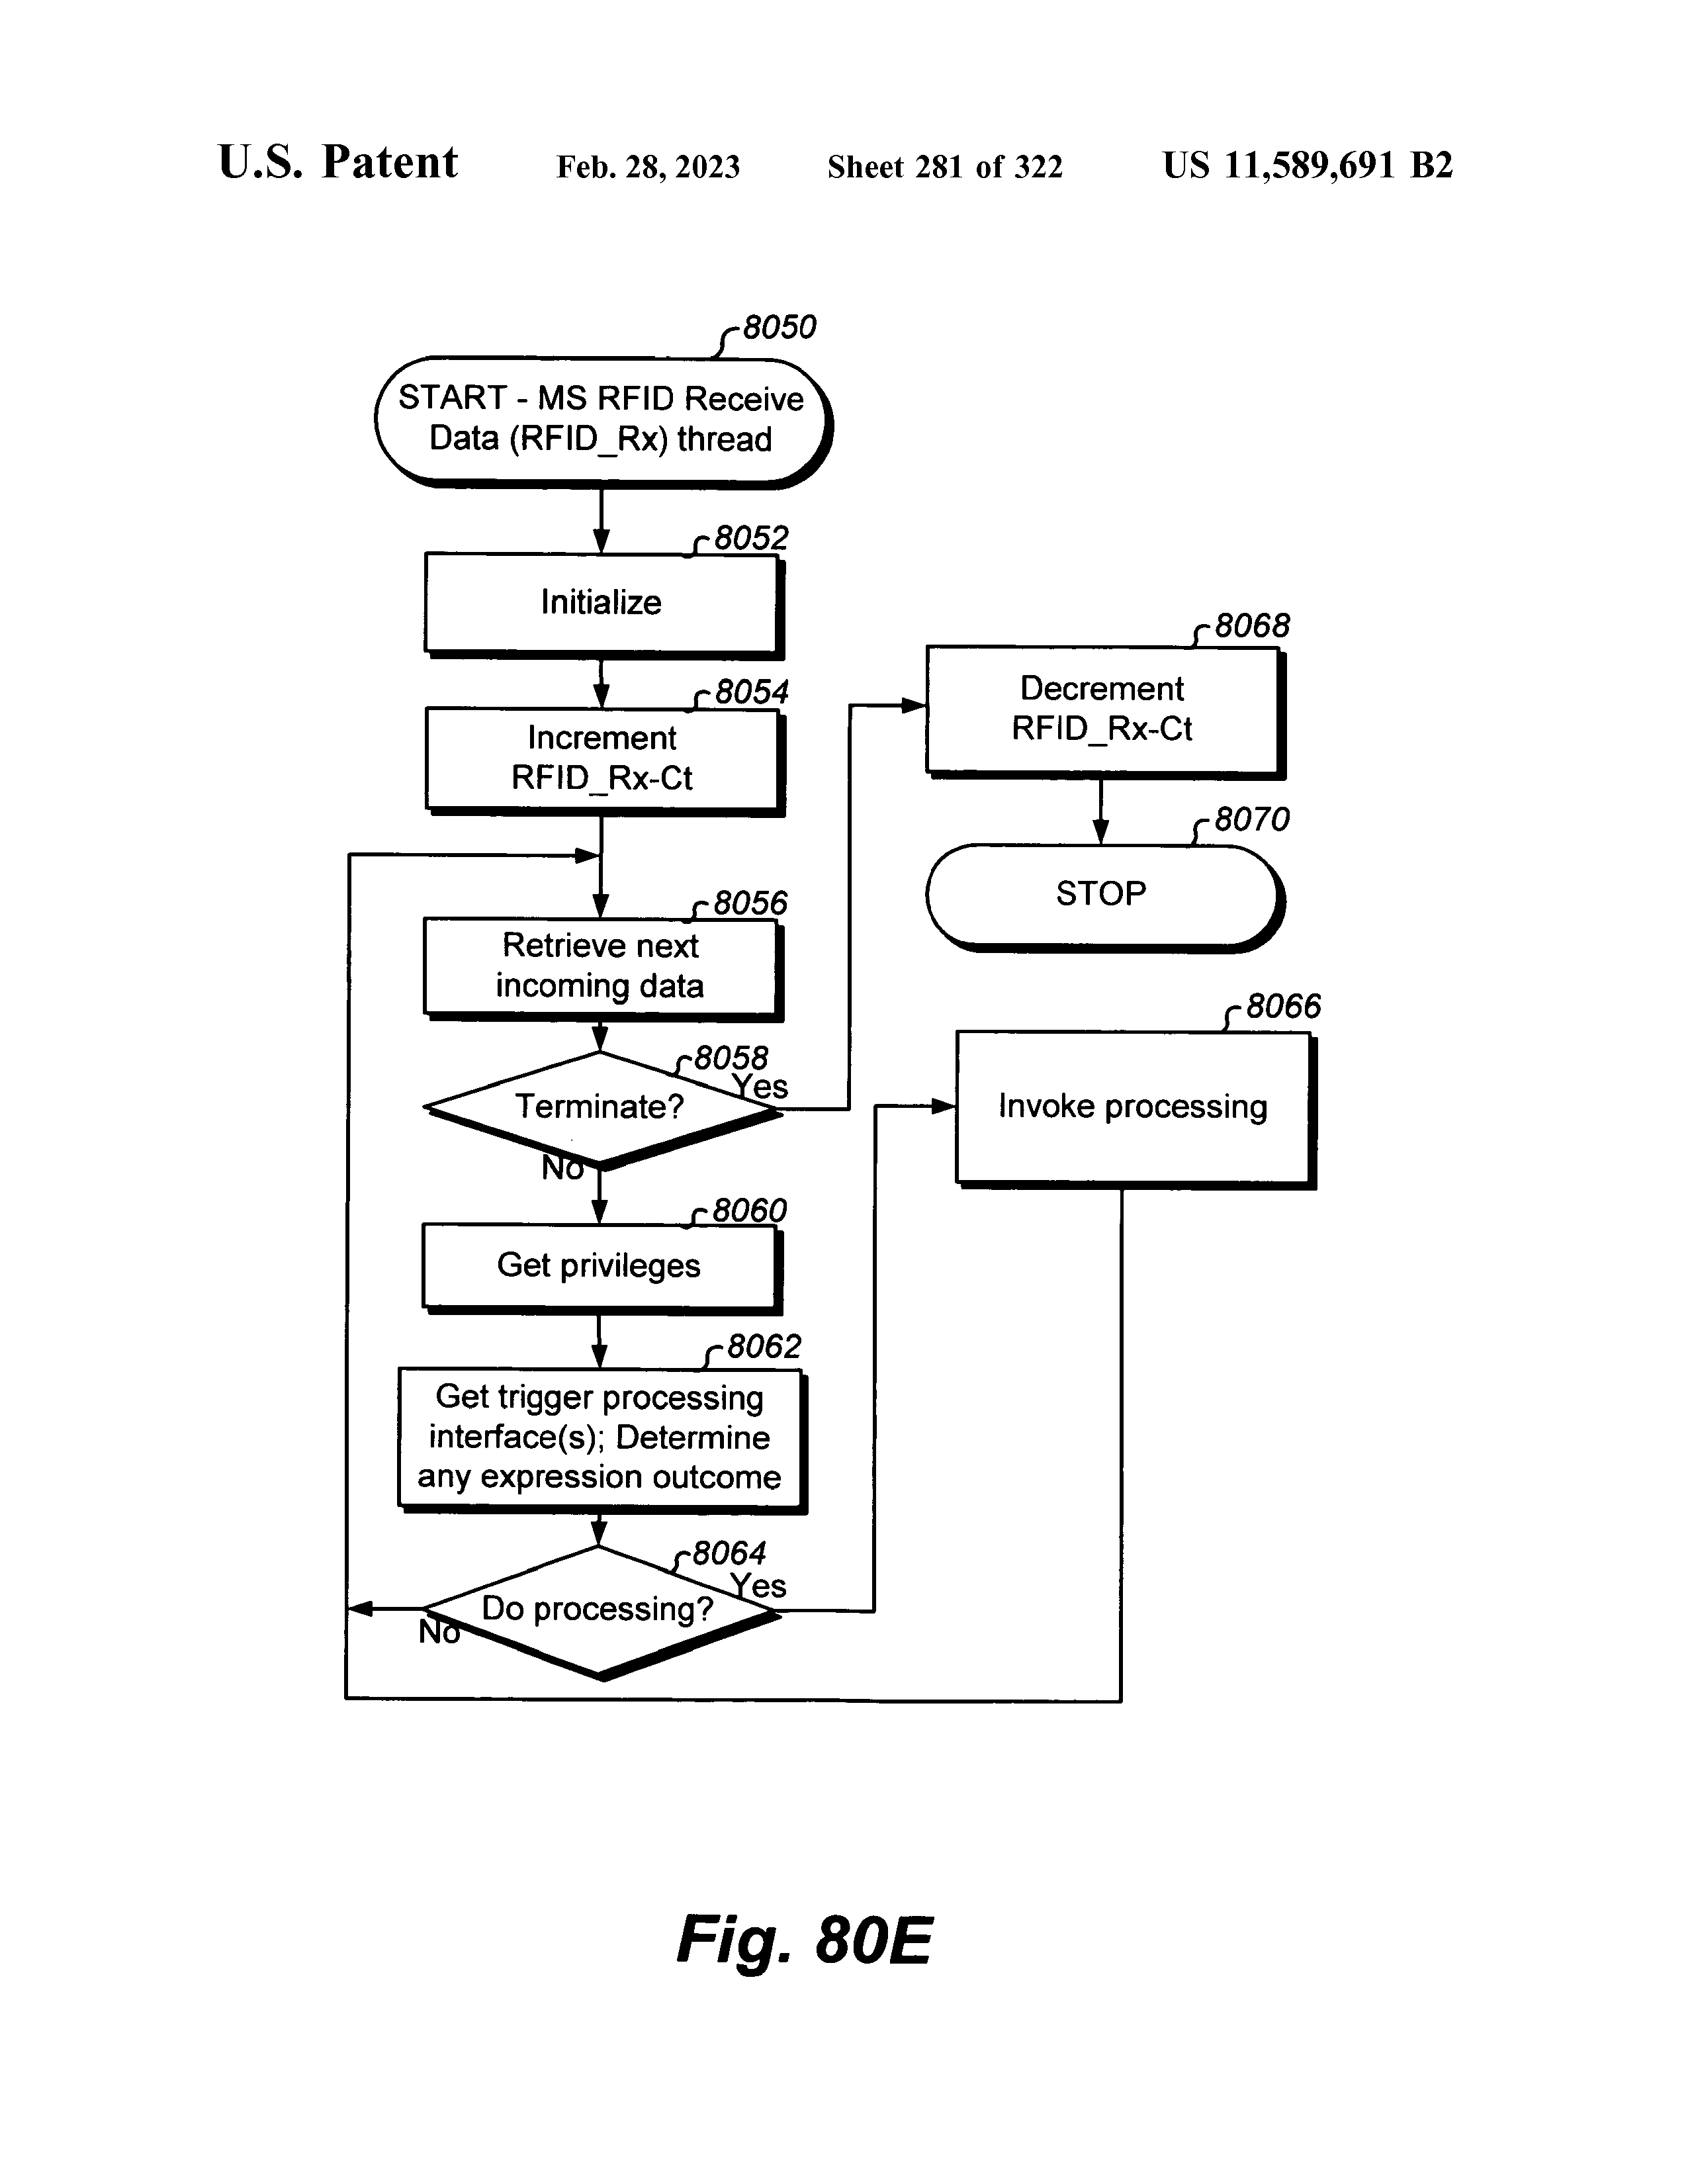 U.S. Patent Feb. 28, 2023 Sheet 281 of 322 US 11,589,691 B2
8050
START - MS RFID Receive
Data (RFID_Rx) thread
8052
Initialize
8054
Increment
RFID_Rx-Ct
8056
Retrieve next
incoming data
8058
Terminate?
Yes
No
8060
Get privileges
8062
Get trigger processing
interface(s); Determine
any expression outcome
8064
Do processing?
Yes
No
8068
Decrement
RFID_Rx-Ct
8070
STOP
8066
Invoke processing
Fig. 80E